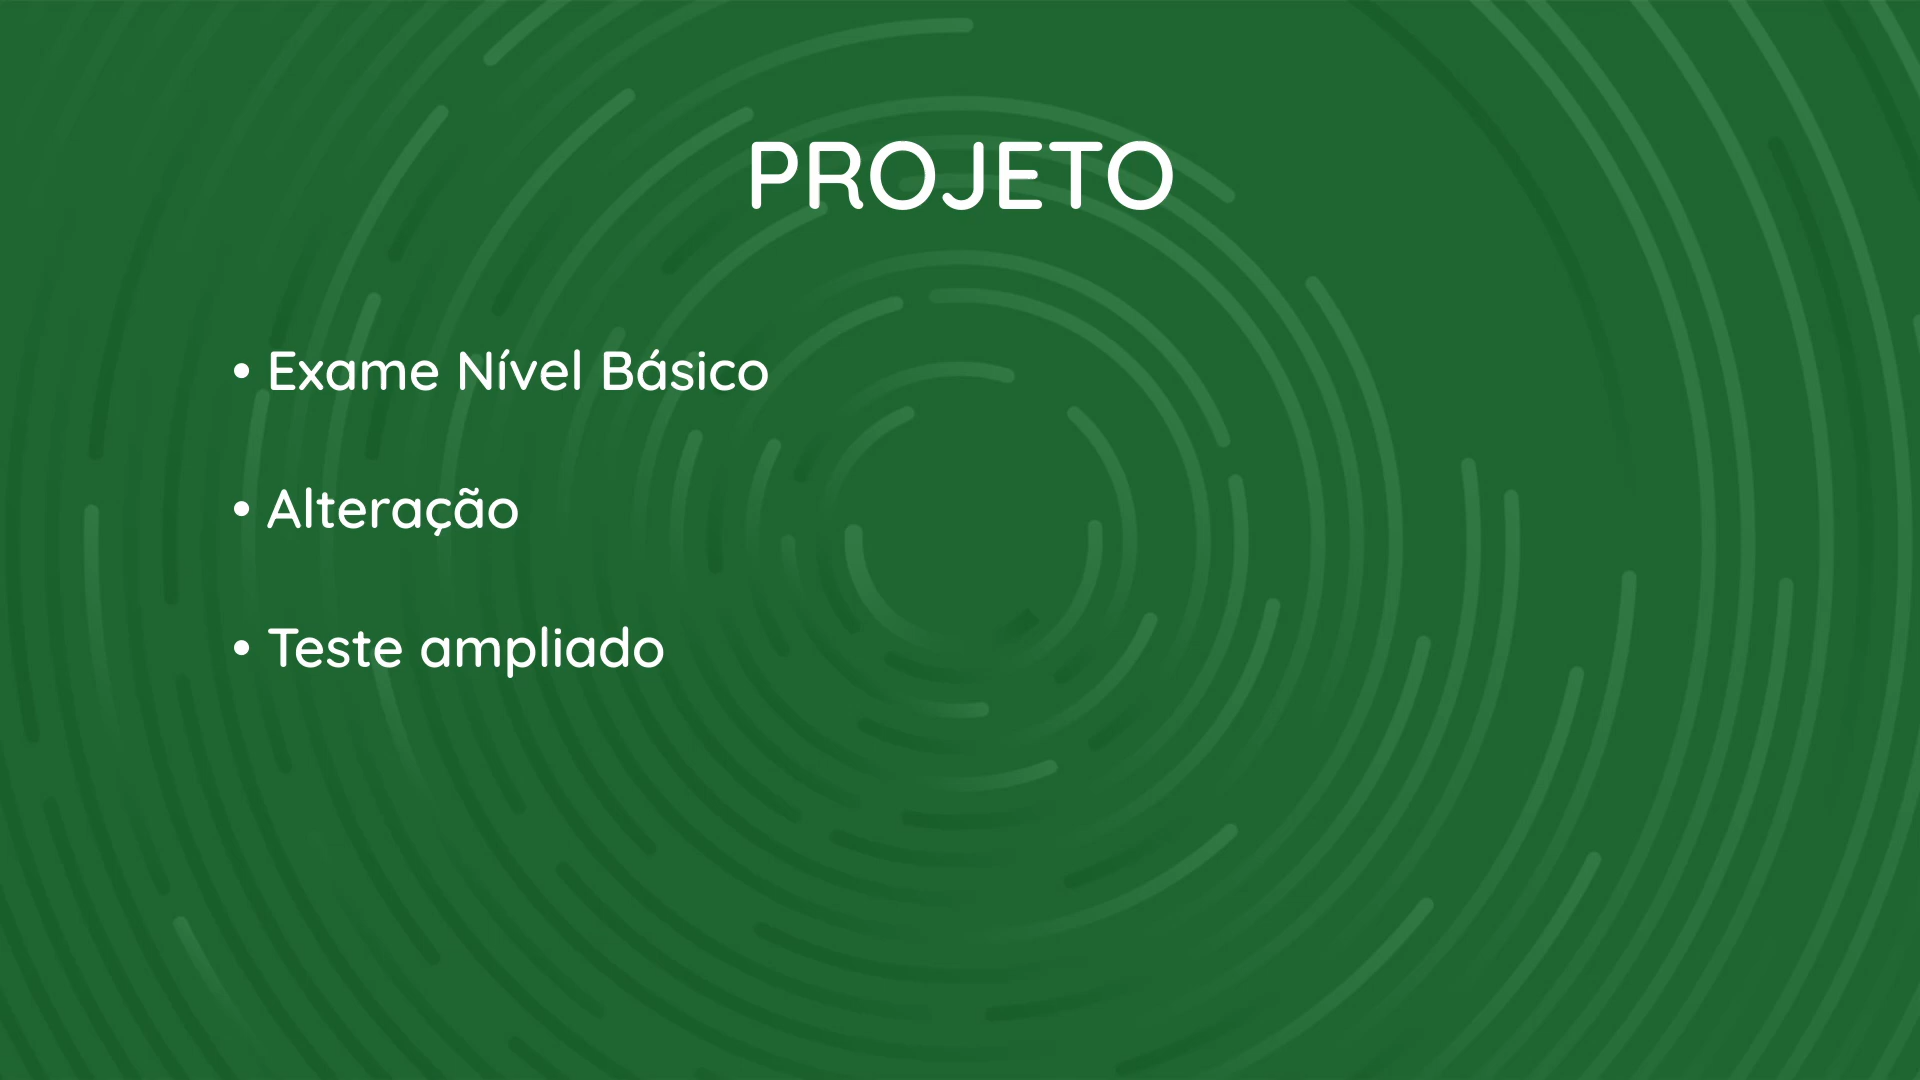 PROJETO
• Exame Nível Básico
• Alteração
• Teste ampliado